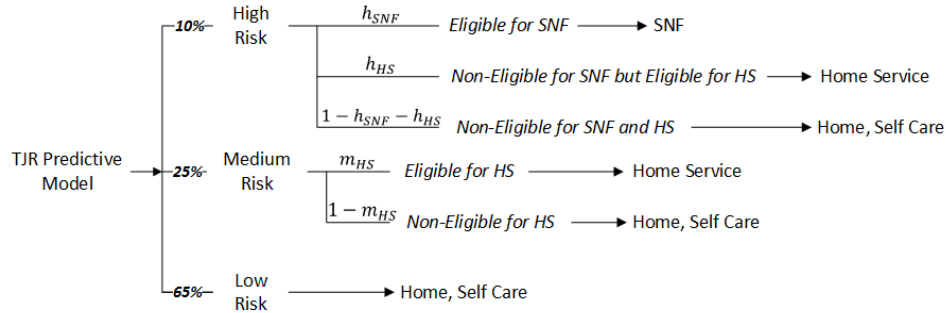 10%
High
Risk
h_SNF
Eligible for SNF
SNF
h_HS
Non-Eligible for SNF but Eligible for HS
Home Service
1 − h_SNF − h_HS
Non-Eligible for SNF and HS
Home, Self Care
TJR Predictive
Model
25%
Medium
Risk
m_HS
Eligible for HS
Home Service
1 − m_HS
Non-Eligible for HS
Home, Self Care
65%
Low
Risk
Home, Self Care